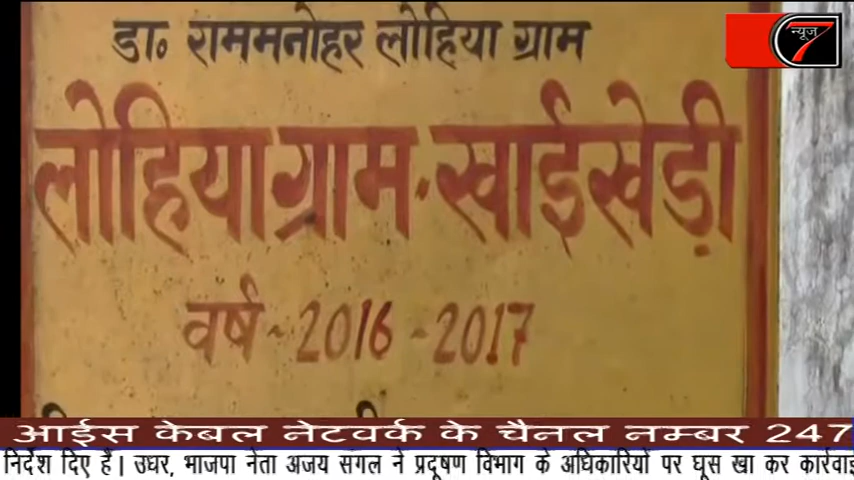 डा० राममनोहर लोहिया ग्राम
न्यूज 7
लोहियाग्राम-खाईखेड़ी
वर्ष - 2016 - 2017
आईस केबल नेटवर्क के चैनल नम्बर 247
निर्देश दिए हैं। उधर, भाजपा नेता अजय सगल ने प्रदूषण विभाग के अधिकारियों पर घूस खा कर